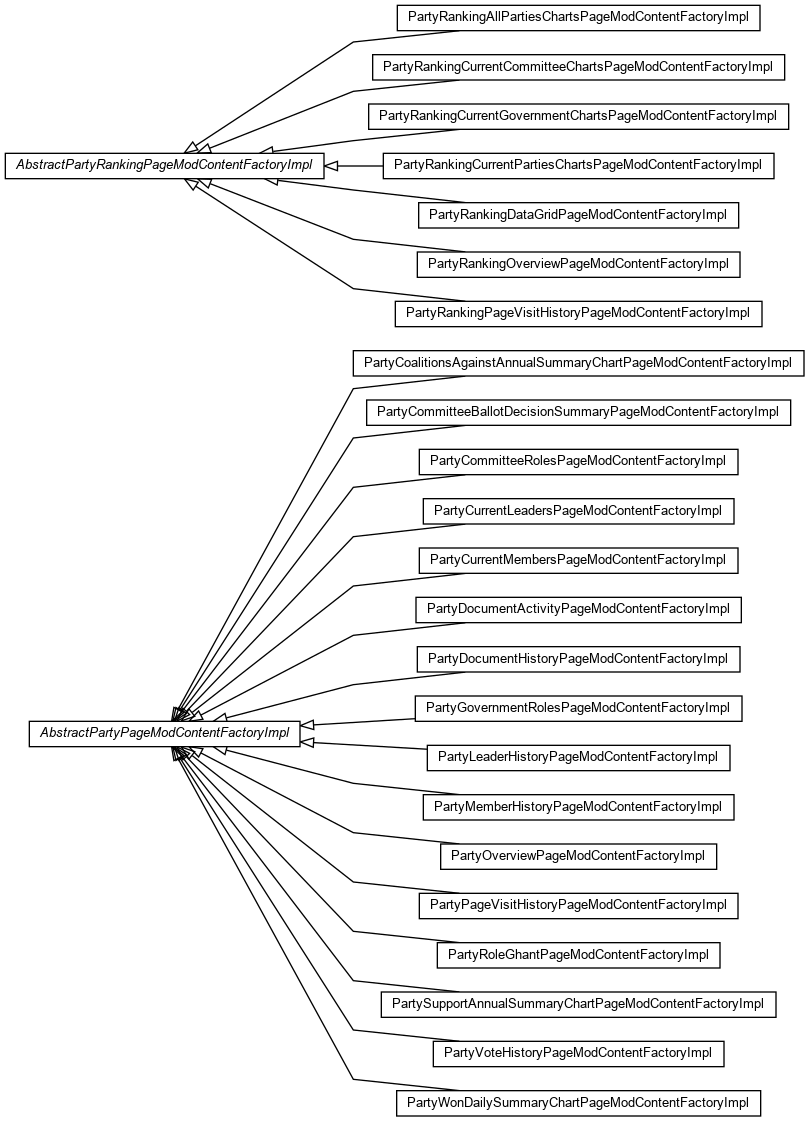 PartyRankingAllPartiesChartsPageModContentFactoryImpl
PartyRankingCurrentCommitteeChartsPageModContentFactoryImpl
PartyRankingCurrentGovernmentChartsPageModContentFactoryImpl
AbstractPartyRankingPageModContentFactoryImpl
PartyRankingCurrentPartiesChartsPageModContentFactoryImpl
PartyRankingDataGridPageModContentFactoryImpl
PartyRankingOverviewPageModContentFactoryImpl
PartyRankingPageVisitHistoryPageModContentFactoryImpl
PartyCoalitionsAgainstAnnualSummaryChartPageModContentFactoryImpl
PartyCommitteeBallotDecisionSummaryPageModContentFactoryImpl
PartyCommitteeRolesPageModContentFactoryImpl
PartyCurrentLeadersPageModContentFactoryImpl
PartyCurrentMembersPageModContentFactoryImpl
PartyDocumentActivityPageModContentFactoryImpl
PartyDocumentHistoryPageModContentFactoryImpl
PartyGovernmentRolesPageModContentFactoryImpl
AbstractPartyPageModContentFactoryImpl
PartyLeaderHistoryPageModContentFactoryImpl
PartyMemberHistoryPageModContentFactoryImpl
PartyOverviewPageModContentFactoryImpl
PartyPageVisitHistoryPageModContentFactoryImpl
PartyRoleGhantPageModContentFactoryImpl
PartySupportAnnualSummaryChartPageModContentFactoryImpl
PartyVoteHistoryPageModContentFactoryImpl
PartyWonDailySummaryChartPageModContentFactoryImpl